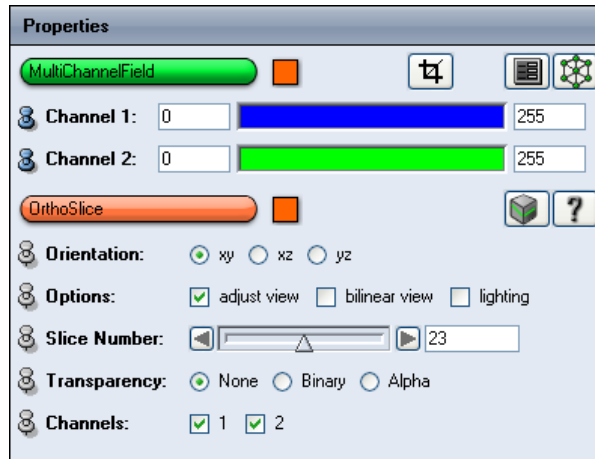 Properties
MultiChannelField
Channel 1: 0 255
Channel 2: 0 255
OrthoSlice ?
Orientation: xy xz yz
Options: adjust view bilinear view lighting
Slice Number: 23
Transparency: None Binary Alpha
Channels: 1 2